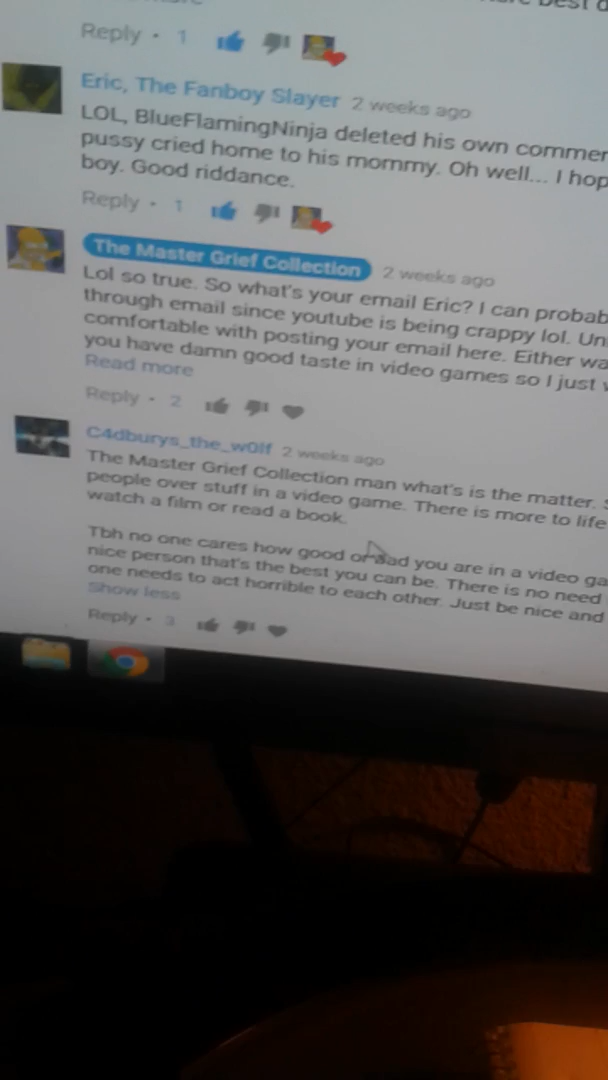 Best d
Reply • 1
Eric, The Fanboy Slayer 2 weeks ago
LOL, BlueFlamingNinja deleted his own commen
pussy cried home to his mommy. Oh well... I hop
boy. Good riddance.
Reply • 1
The Master Grief Collection 2 weeks ago
Lol so true. So what's your email Eric? I can probab
through email since youtube is being crappy lol. Un
comfortable with posting your email here. Either wa
you have damn good taste in video games so I just w
Read more
Reply • 2
C4dburys_the_w0lf 2 weeks ago
The Master Grief Collection man what's is the matter. S
people over stuff in a video game. There is more to life
watch a film or read a book.
Tbh no one cares how good or bad you are in a video ga
nice person that's the best you can be. There is no need
one needs to act horrible to each other. Just be nice and
Show less
Reply • 3